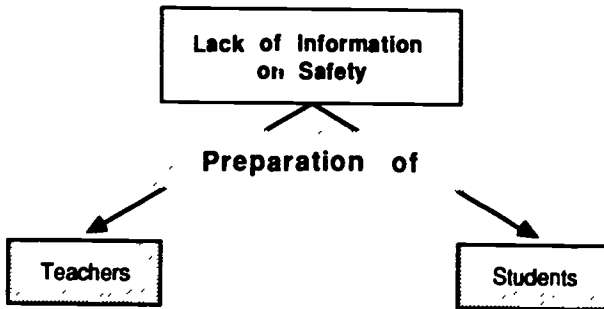 Lack of Information
on Safety
Preparation of
Teachers
Students